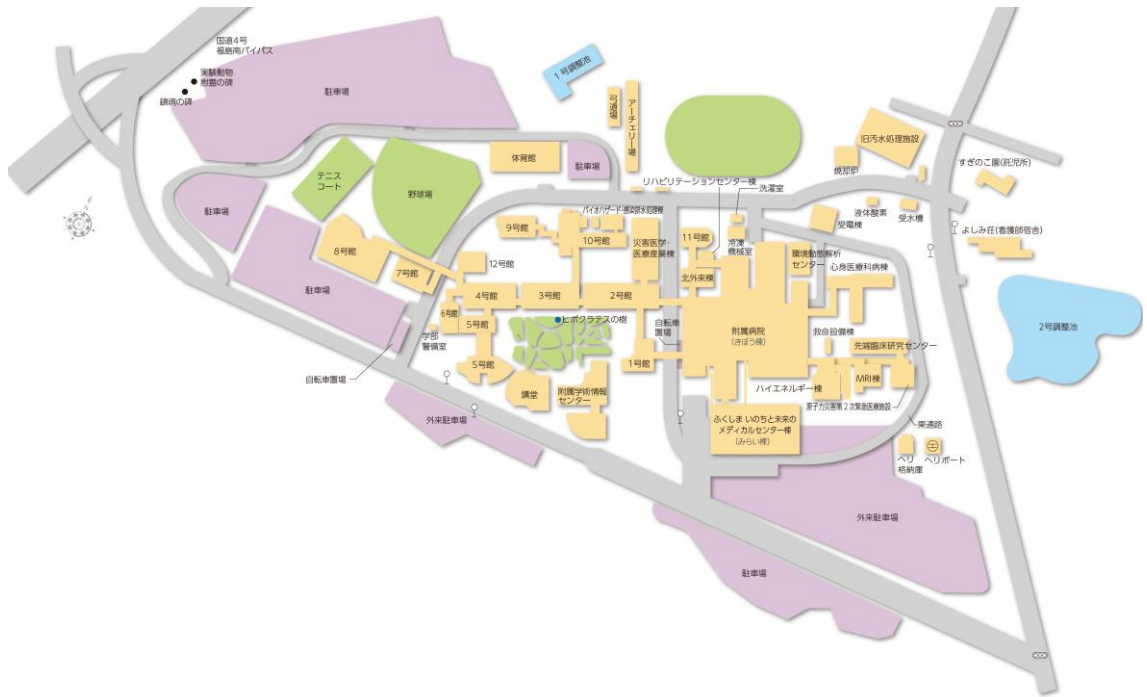 国道4号
福島南バイパス
実験動物
慰霊の碑
鎮魂の碑
駐車場
1号調整池
弓道場
アーチェリー場
体育館
駐車場
テニス
コート
野球場
駐車場
リハビリテーションセンター棟
洗濯室
旧汚水処理施設
焼却炉
すぎのこ園(託児所)
液体酸素
受水槽
受電棟
よしみ荘(看護師宿舎)
バイオハザード・感染排水処理棟
9号館
10号館
災害医学・
医療産業棟
11号館
冷凍
機械室
環境動態解析
センター
心身医療科病棟
8号館
7号館
12号館
北外来棟
駐車場
4号館
3号館
2号館
2号調整池
6号館
5号館
ヒポクラテスの樹
学部
警備室
自転車
置場
附属病院
(きぼう棟)
救命設備棟
先端臨床研究センター
5号館
1号館
自転車置場
講堂
附属学術情報
センター
ハイエネルギー棟
MRI棟
原子力災害第2次緊急医療施設
外来駐車場
ふくしま いのちと未来の
メディカルセンター棟
(みらい棟)
東通路
ヘリ
格納庫
ヘリポート
外来駐車場
駐車場